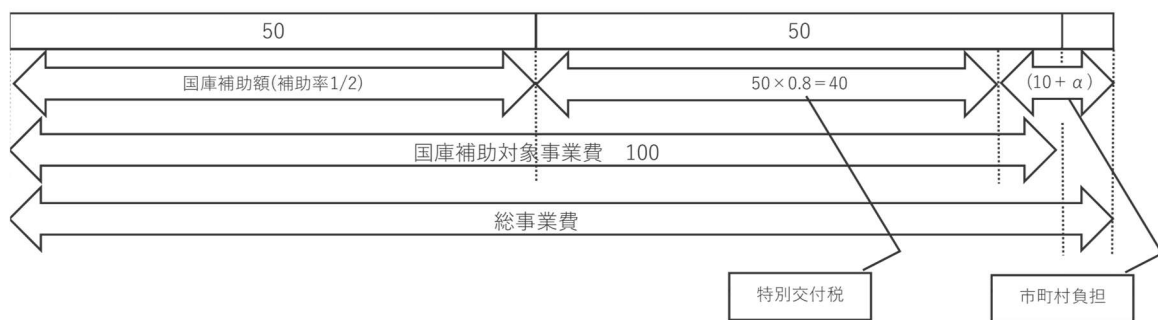 50 50
国庫補助額(補助率1/2) 50×0.8＝40 (10+α)
国庫補助対象事業費 100
総事業費
特別交付税 市町村負担